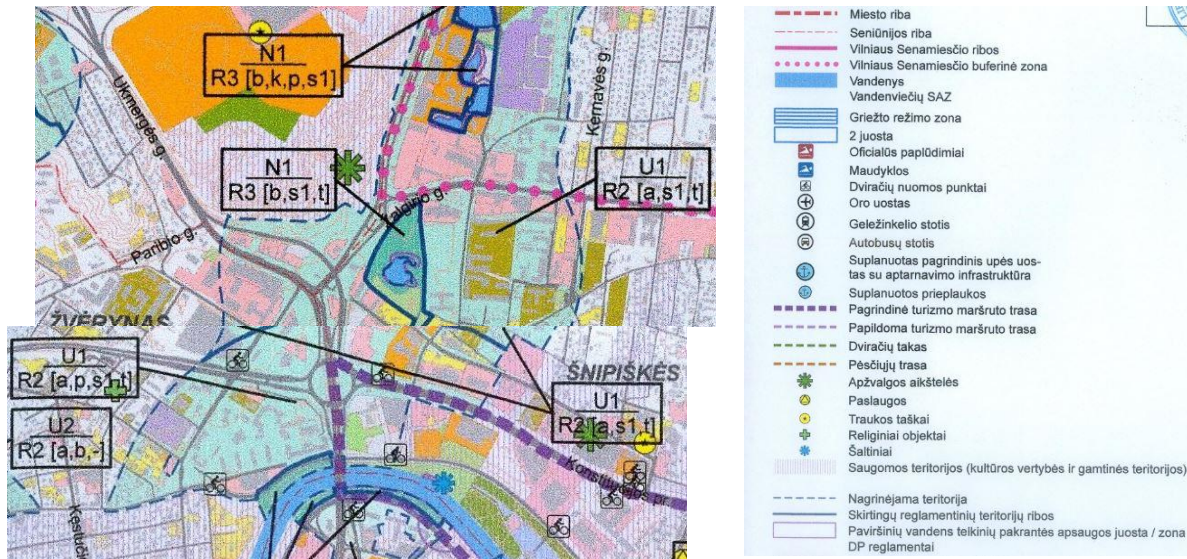 N1
R3 [b,k,p,s1]
Ukmergės g.
Kernavės g.
N1
R3 [b,s1,t]
U1
R2 [a,s1,t]
Kalvarijų g.
Paribio g.
ŽVĖRYNAS
U1
R2 [a,p,s1,t]
U2
R2 [a,b,-]
ŠNIPIŠKĖS
U1
R2 [a,s1,t]
Konstitucijos pr.
Miesto riba
Seniūnijos riba
Vilniaus Senamiesčio ribos
Vilniaus Senamiesčio buferinė zona
Vandenys
Vandenviečių SAZ
Griežto režimo zona
2 juosta
Oficialūs paplūdimiai
Maudyklos
Dviračių nuomos punktai
Oro uostas
Geležinkelio stotis
Autobusų stotis
Suplanuotas pagrindinis upės uos-
tas su aptarnavimo infrastruktūra
Suplanuotos prieplaukos
Pagrindinė turizmo maršruto trasa
Papildoma turizmo maršruto trasa
Dviračių takas
Pėsčiųjų trasa
Apžvalgos aikštelės
Paslaugos
Traukos taškai
Religiniai objektai
Šaltiniai
Saugomos teritorijos (kultūros vertybės ir gamtinės teritorijos)
Nagrinėjama teritorija
Skirtingų reglamentinių teritorijų ribos
Paviršinių vandens telkinių pakrantės apsaugos juosta / zona
DP reglamentai